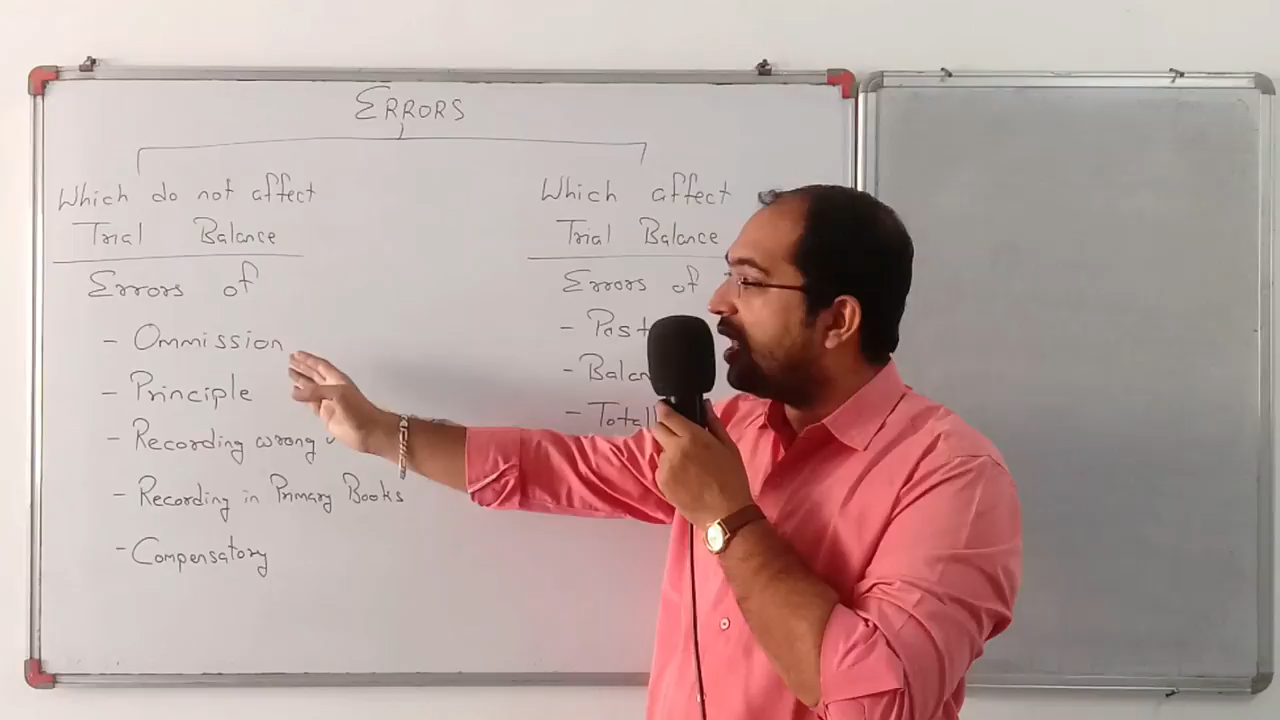 ERRORS
Which do not affect
Trial Balance
Errors of
- Ommission
- Principle
- Recording wrong
- Recording in Primary Books
- Compensatory
Which affect
Trial Balance
Errors of